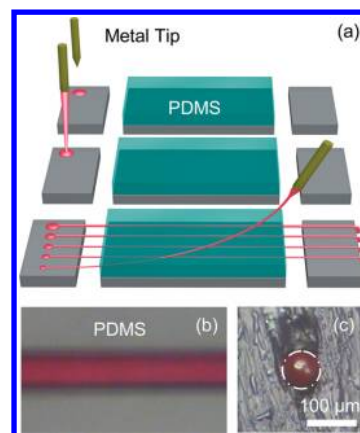 Metal Tip
(a)
PDMS
PDMS
(b)
(c)
100 μm